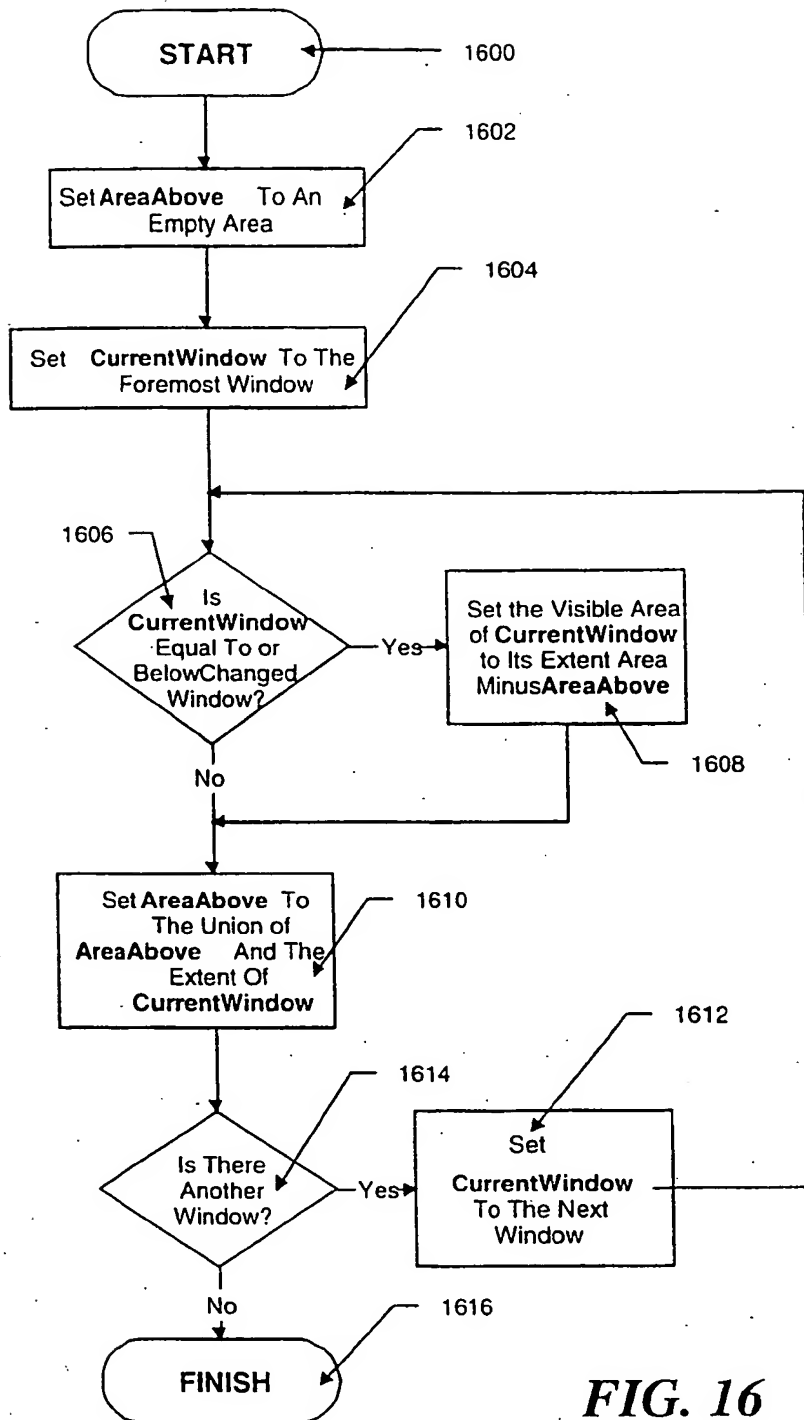 START
1600
1602
Set AreaAbove To An
Empty Area
1604
Set CurrentWindow To The
Foremost Window
1606
Is
CurrentWindow
Equal To or
BelowChanged
Window?
Yes
Set the Visible Area
of CurrentWindow
to Its Extent Area
MinusAreaAbove
1608
No
Set AreaAbove To
The Union of
AreaAbove And The
Extent Of
CurrentWindow
1610
1612
1614
Is There
Another
Window?
Yes
Set
CurrentWindow
To The Next
Window
No
1616
FINISH
FIG. 16